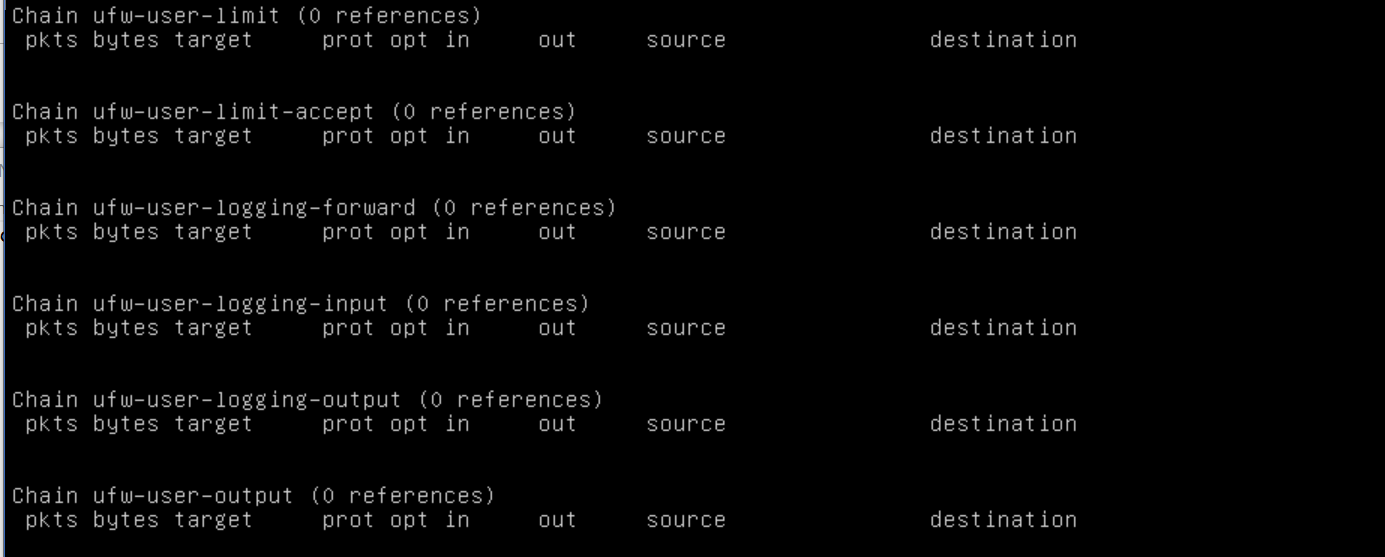 Chain ufw-user-limit (0 references)
pkts bytes target prot opt in out source destination
Chain ufw-user-limit-accept (0 references)
pkts bytes target prot opt in out source destination
Chain ufw-user-logging-forward (0 references)
pkts bytes target prot opt in out source destination
Chain ufw-user-logging-input (0 references)
pkts bytes target prot opt in out source destination
Chain ufw-user-logging-output (0 references)
pkts bytes target prot opt in out source destination
Chain ufw-user-output (0 references)
pkts bytes target prot opt in out source destination